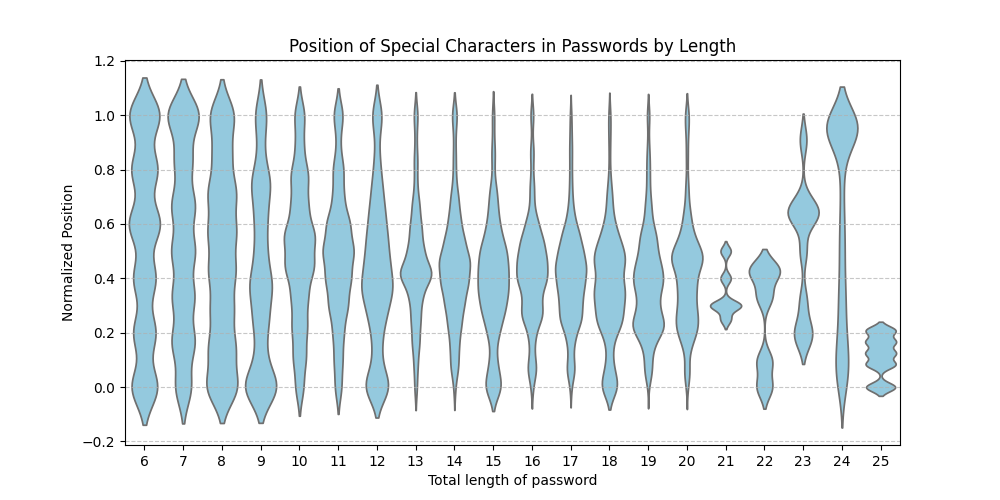 Position of Special Characters in Passwords by Length
Normalized Position
1.2
1.0
0.8
0.6
0.4
0.2
0.0
−0.2
6 7 8 9 10 11 12 13 14 15 16 17 18 19 20 21 22 23 24 25
Total length of password